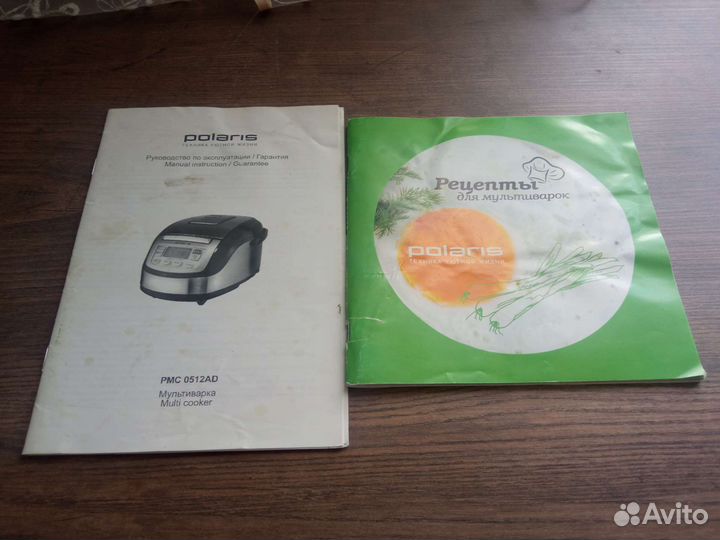 polaris
ТЕХНИКА УЮТНОЙ ЖИЗНИ
Руководство по эксплуатации / Гарантия
Manual instruction / Guarantee
PMC 0512AD
Мультиварка
Multi cooker
Рецепты
для мультиварок
polaris
ТЕХНИКА УЮТНОЙ ЖИЗНИ
Avito